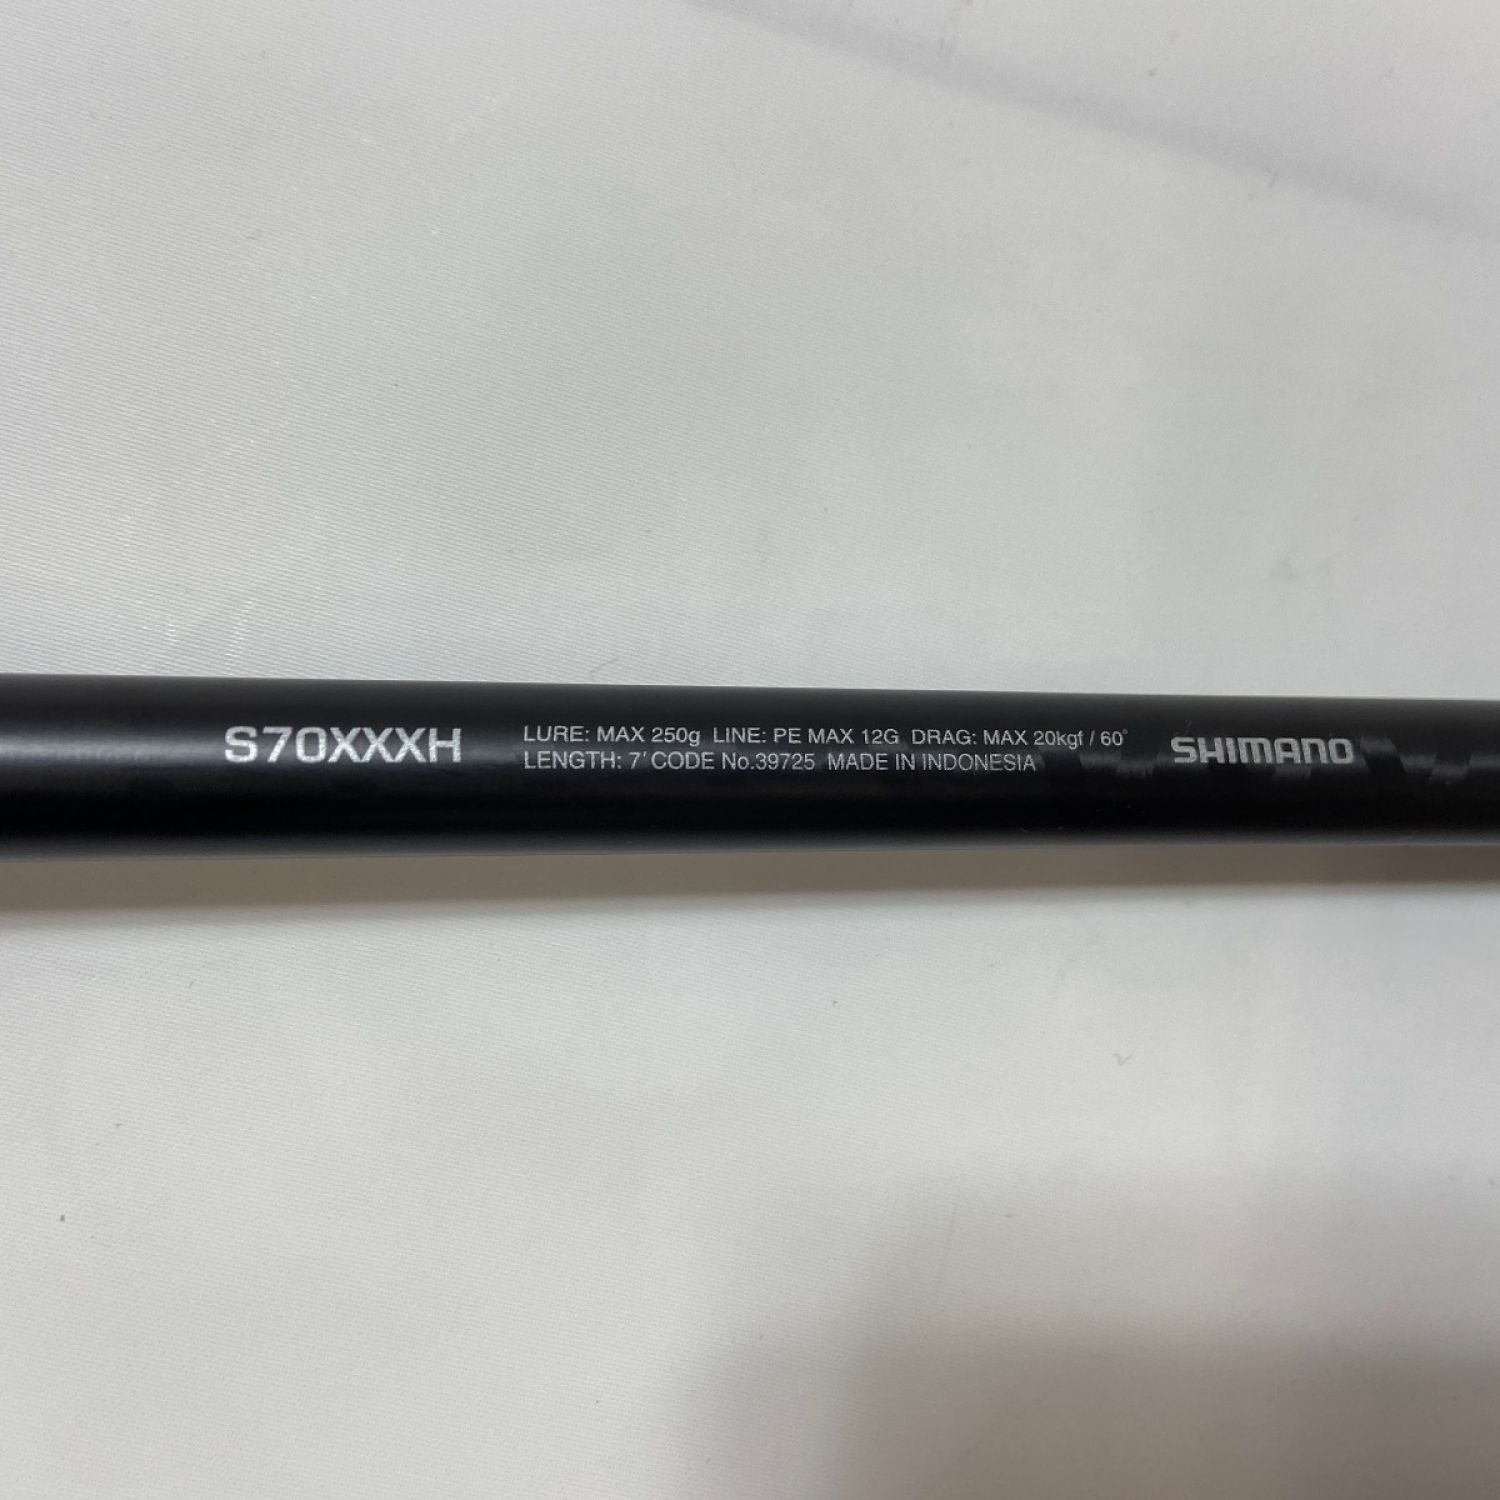 S70XXXH
LURE: MAX 250g LINE: PE MAX 12G DRAG: MAX 20kgf / 60°
LENGTH: 7' CODE No.39725 MADE IN INDONESIA
SHIMANO